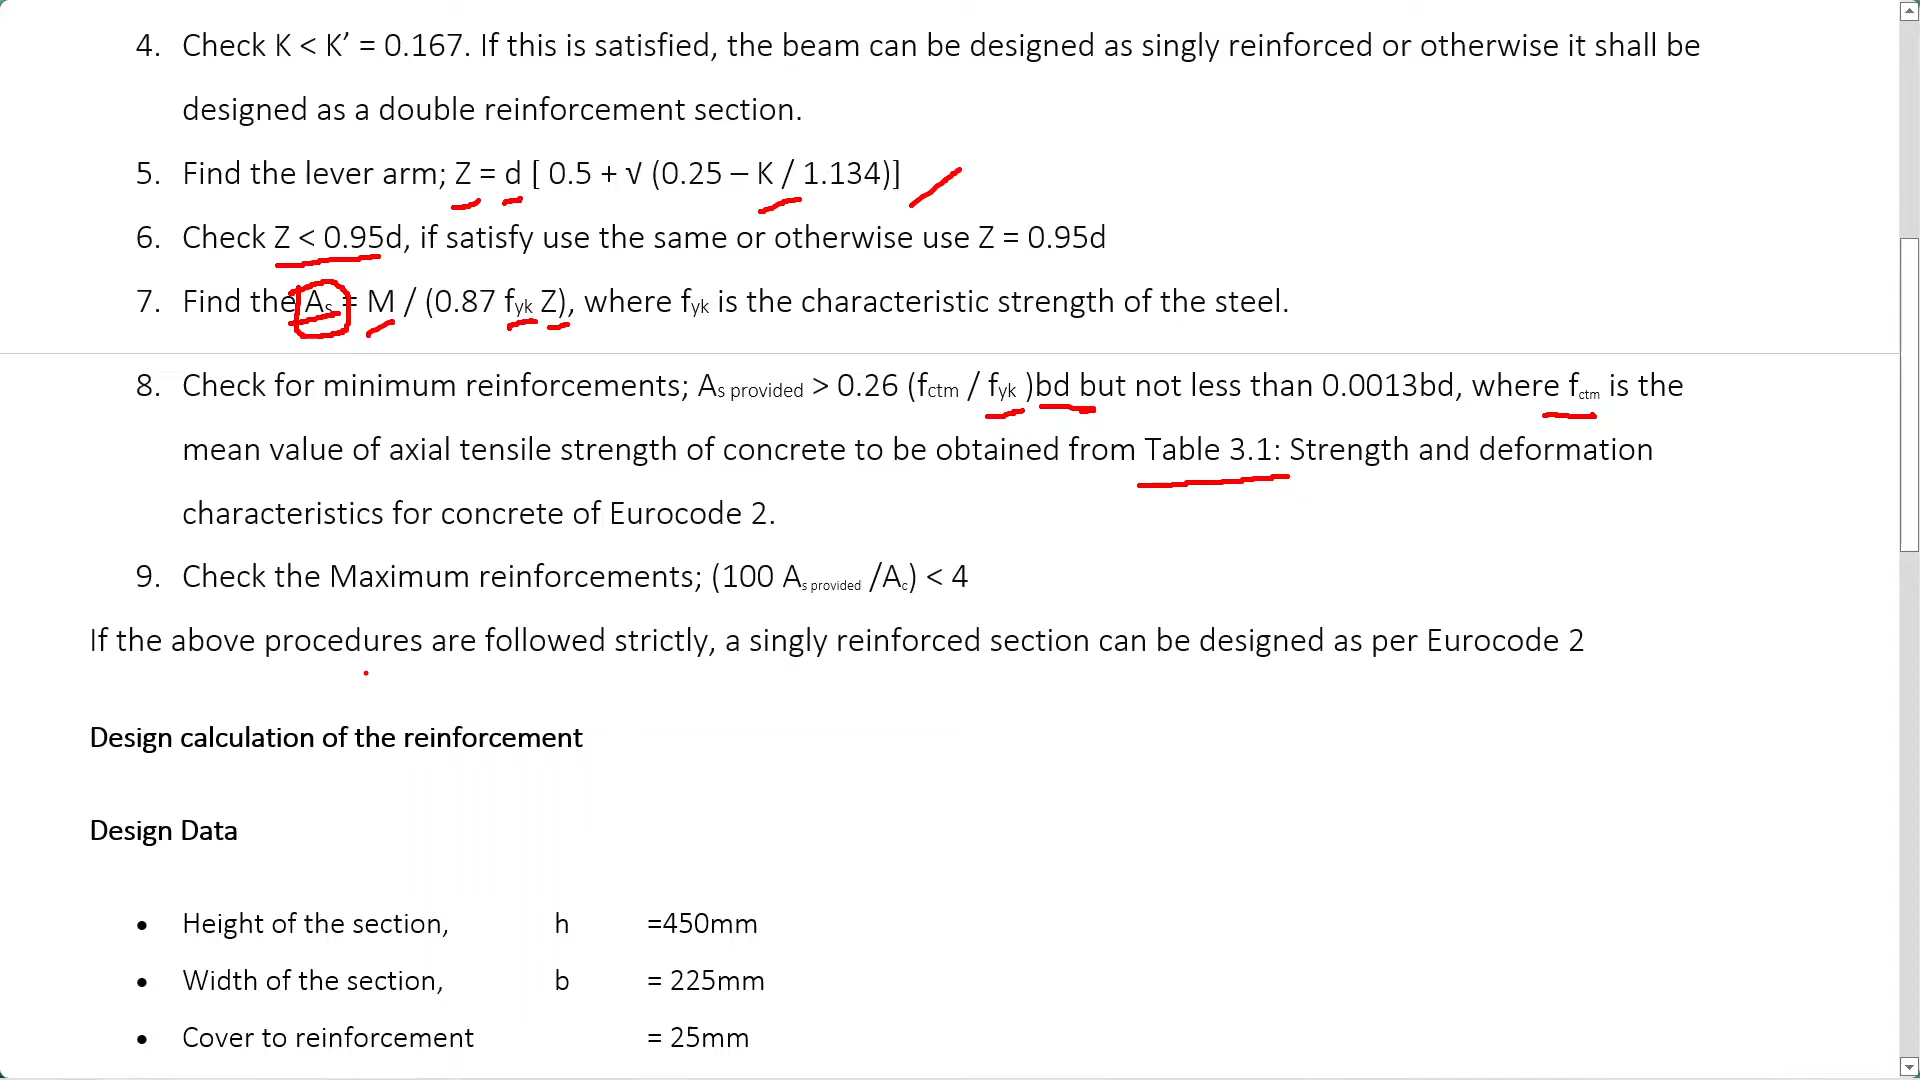 4. Check K < K’ = 0.167. If this is satisfied, the beam can be designed as singly reinforced or otherwise it shall be
designed as a double reinforcement section.
5. Find the lever arm; Z = d [ 0.5 + √ (0.25 – K / 1.134)]
6. Check Z < 0.95d, if satisfy use the same or otherwise use Z = 0.95d
7. Find the As = M / (0.87 fyk Z), where fyk is the characteristic strength of the steel.
8. Check for minimum reinforcements; As provided > 0.26 (fctm / fyk )bd but not less than 0.0013bd, where fctm is the
mean value of axial tensile strength of concrete to be obtained from Table 3.1: Strength and deformation
characteristics for concrete of Eurocode 2.
9. Check the Maximum reinforcements; (100 As provided /Ac) < 4
If the above procedures are followed strictly, a singly reinforced section can be designed as per Eurocode 2
Design calculation of the reinforcement
Design Data
• Height of the section, h =450mm
• Width of the section, b = 225mm
• Cover to reinforcement = 25mm